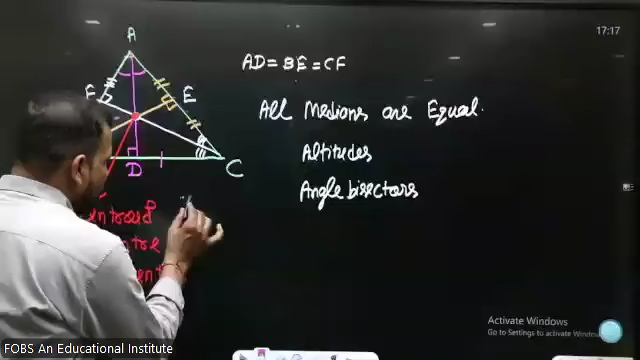 17:17
A
AD = BE = CF
F
E
All Medians are Equal.
Altitudes
D
C
Angle bisectors
Activate Windows
Go to Settings to activate Windows.
FOBS An Educational Institute